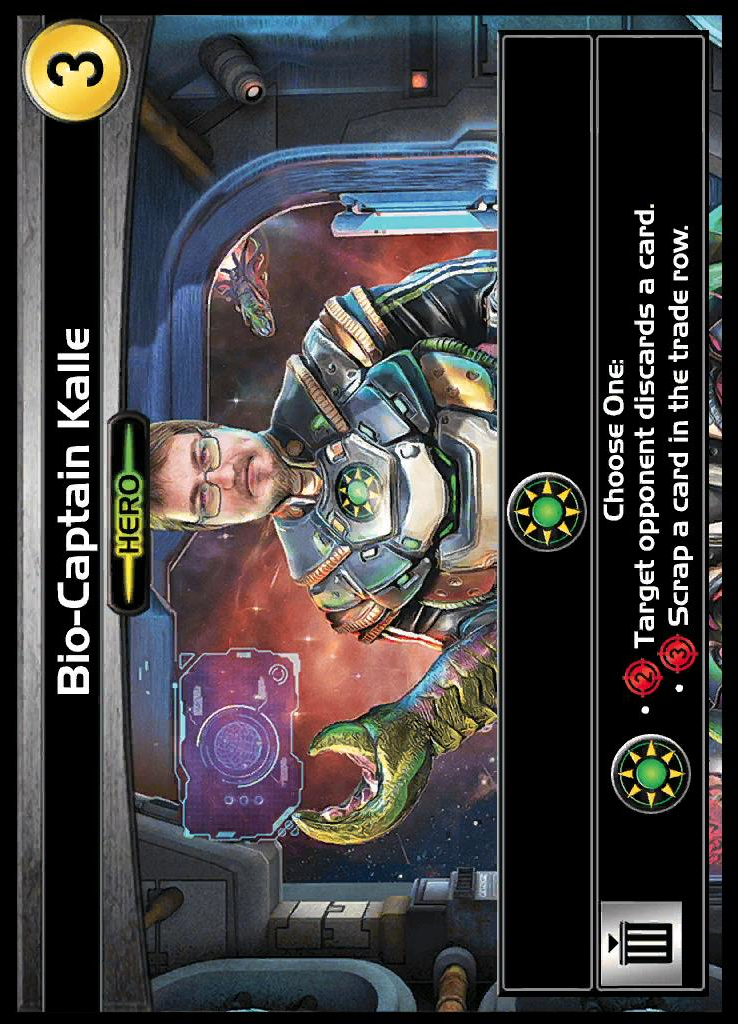 3
Bio-Captain Kalle
HERO
Choose One:
• 2 Target opponent discards a card.
• 3 Scrap a card in the trade row.